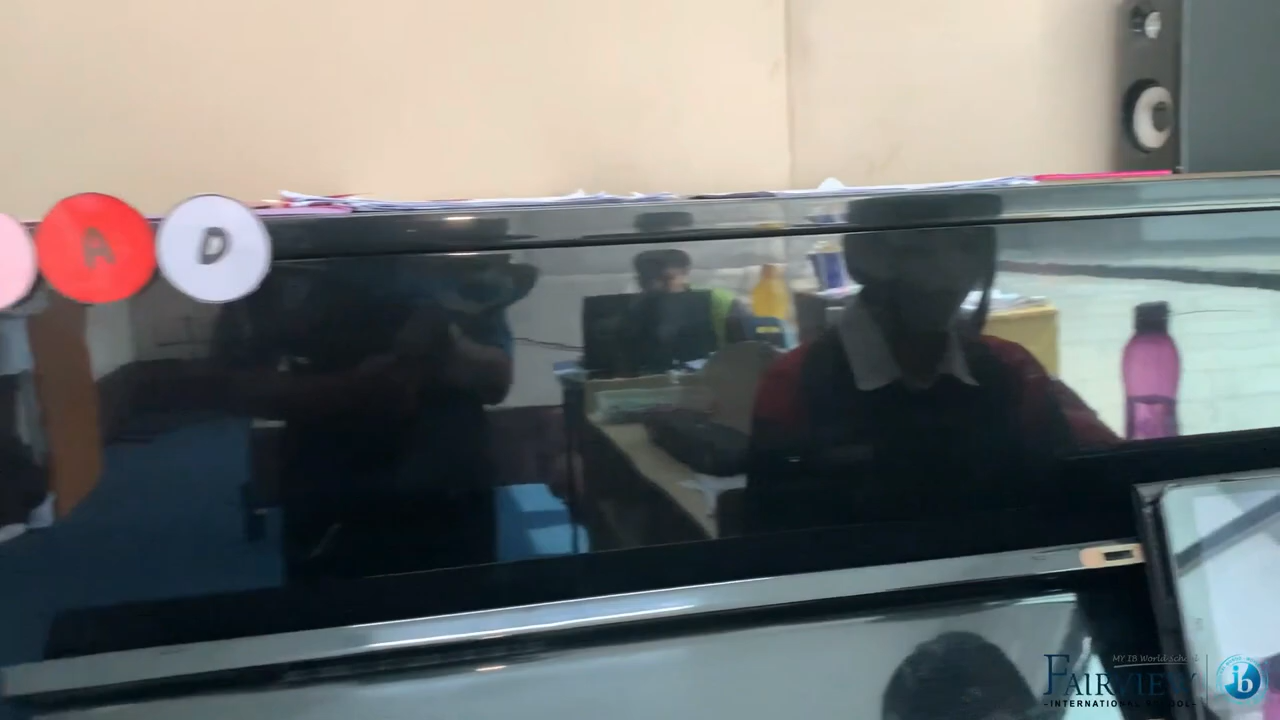 A D
MY IB World school
FAIRVIEW
-INTERNATIONAL SCHOOL-
ib